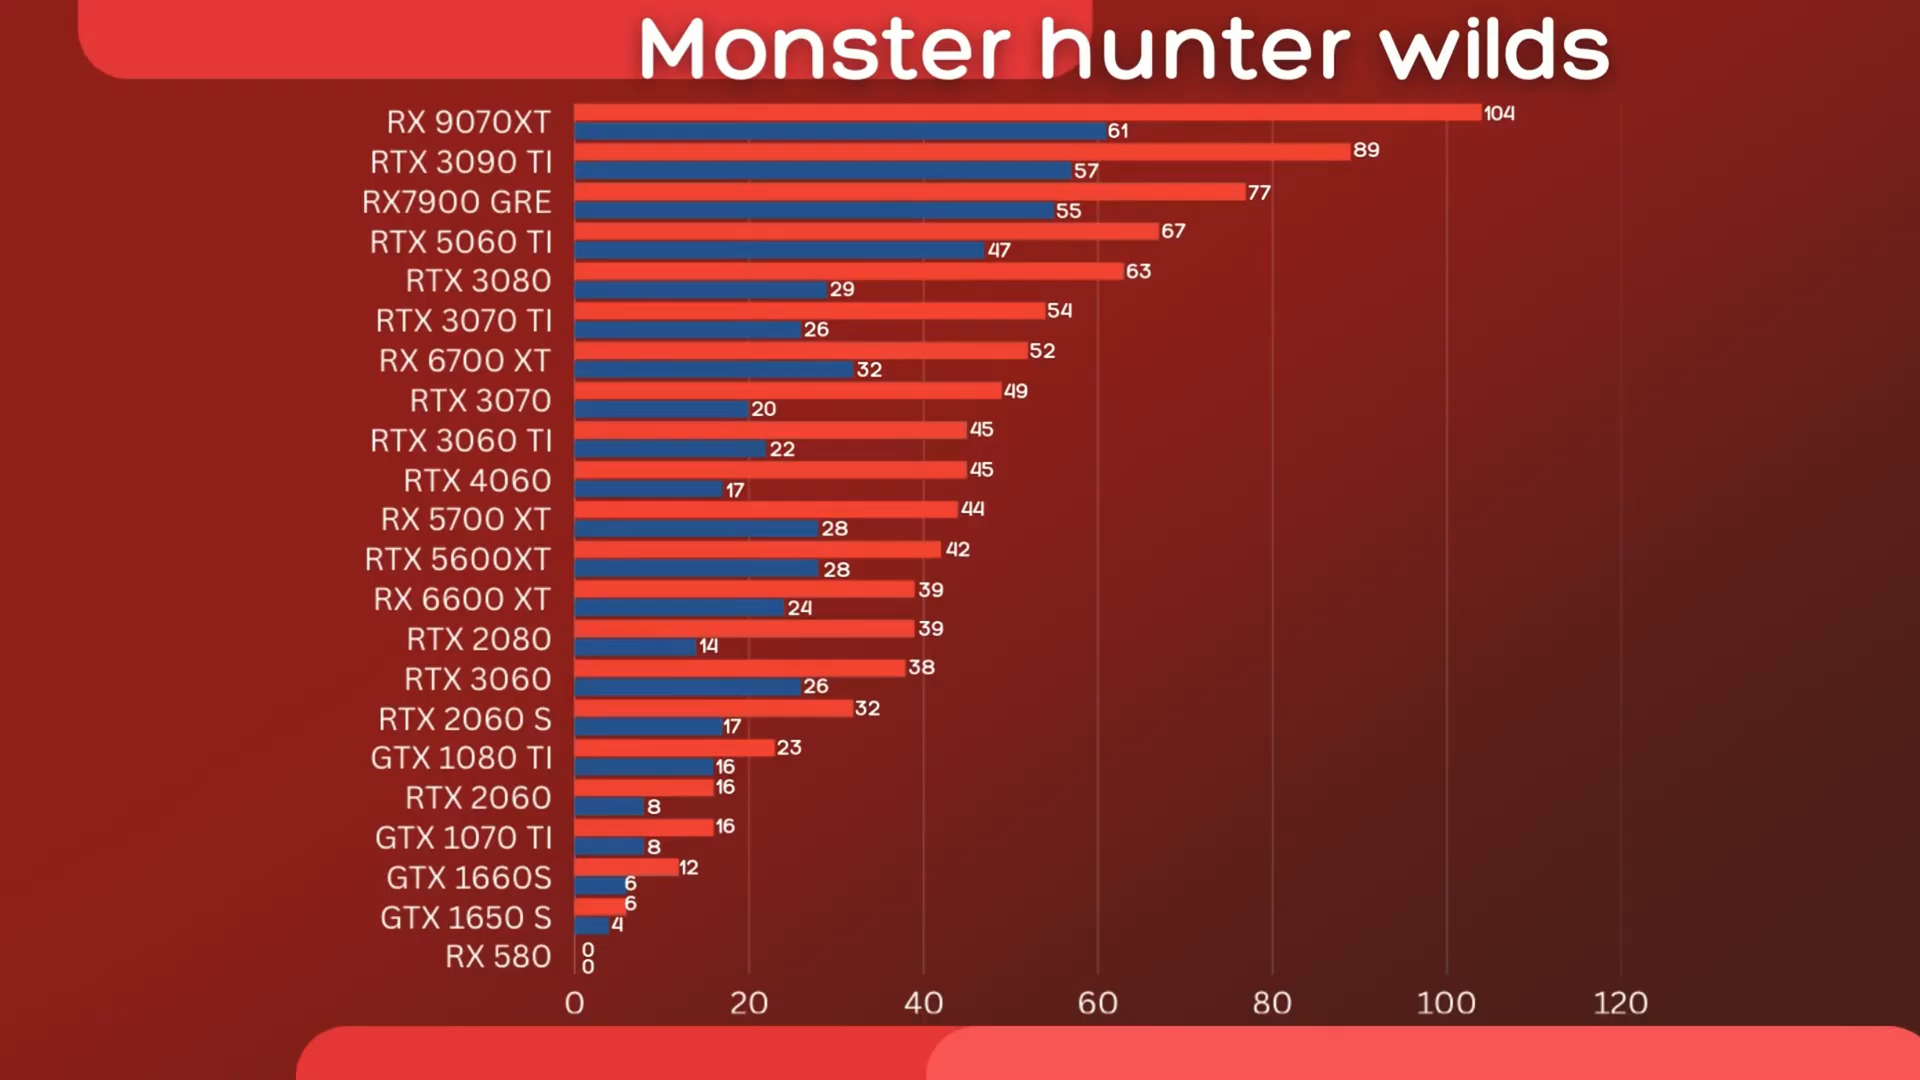 Monster hunter wilds
RX 9070XT 104
61
RTX 3090 TI 89
57
RX7900 GRE 77
55
RTX 5060 TI 67
47
RTX 3080 63
29
RTX 3070 TI 54
26
RX 6700 XT 52
32
RTX 3070 49
20
RTX 3060 TI 45
22
RTX 4060 45
17
RX 5700 XT 44
28
RTX 5600XT 42
28
RX 6600 XT 39
24
RTX 2080 39
14
RTX 3060 38
26
RTX 2060 S 32
17
GTX 1080 TI 23
16
RTX 2060 16
8
GTX 1070 TI 16
8
GTX 1660S 12
6
GTX 1650 S 6
4
RX 580 0
0
0 20 40 60 80 100 120